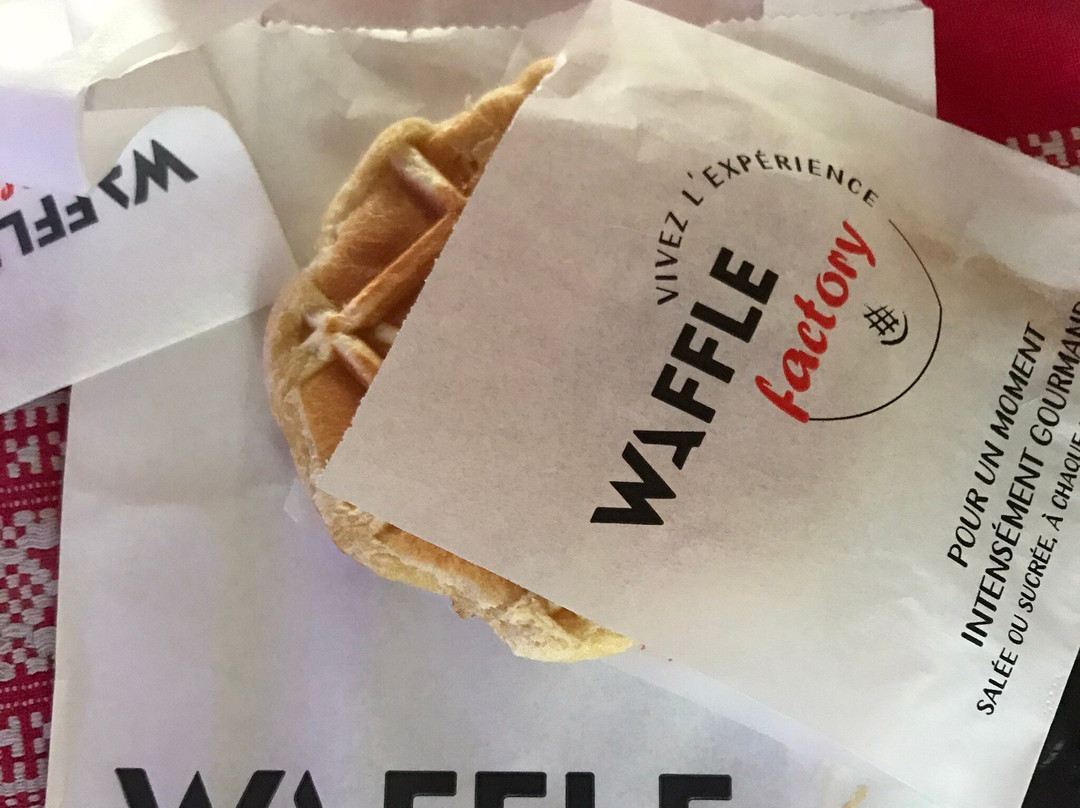 VIVEZ L'EXPÉRIENCE
WAFFLE
factory
POUR UN MOMENT
INTENSÉMENT GOURMAND
SALÉE OU SUCRÉE, À CHAQUE
WAFFLE
WAFFLE